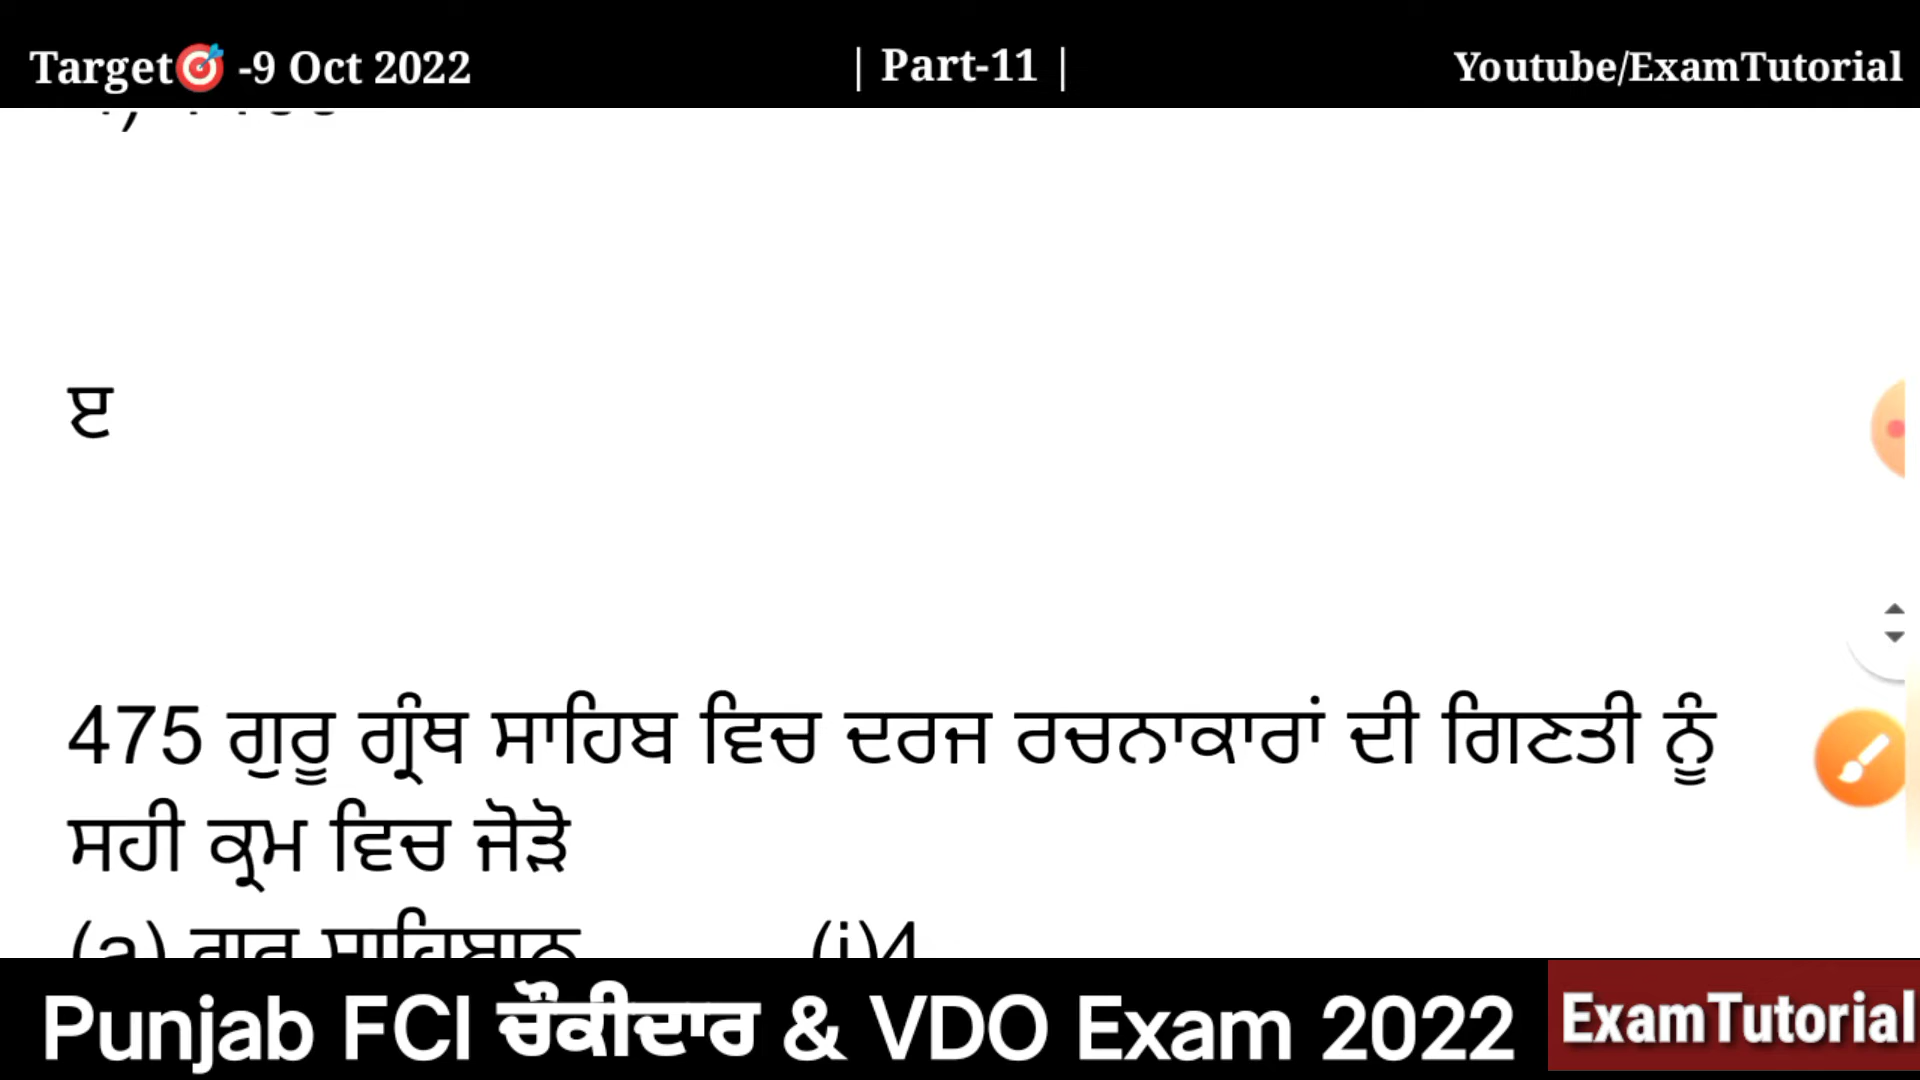 Target🎯 -9 Oct 2022 | Part-11 | Youtube/ExamTutorial
ੲ
475 ਗੁਰੂ ਗ੍ਰੰਥ ਸਾਹਿਬ ਵਿਚ ਦਰਜ ਰਚਨਾਕਾਰਾਂ ਦੀ ਗਿਣਤੀ ਨੂੰ
ਸਹੀ ਕ੍ਰਮ ਵਿਚ ਜੋੜੋ
(a) ਗੁਰੂ ਸਾਹਿਬਾਨ (i)4
Punjab FCI ਚੌਕੀਦਾਰ & VDO Exam 2022 ExamTutorial